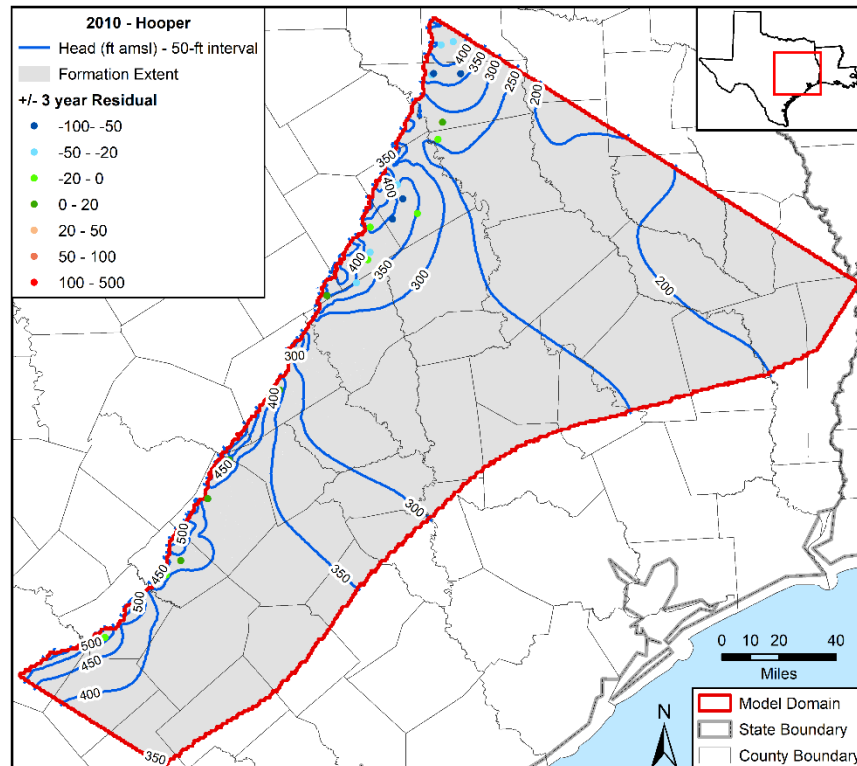 2010 - Hooper
Head (ft amsl) - 50-ft interval
Formation Extent
+/- 3 year Residual
-100- -50
-50 - -20
-20 - 0
0 - 20
20 - 50
50 - 100
100 - 500
400
350
300
250
200
350
400
400
350
300
200
300
400
450
300
500
450
350
500
500
450
400
350
0 10 20 40
Miles
N
Model Domain
State Boundary
County Boundary